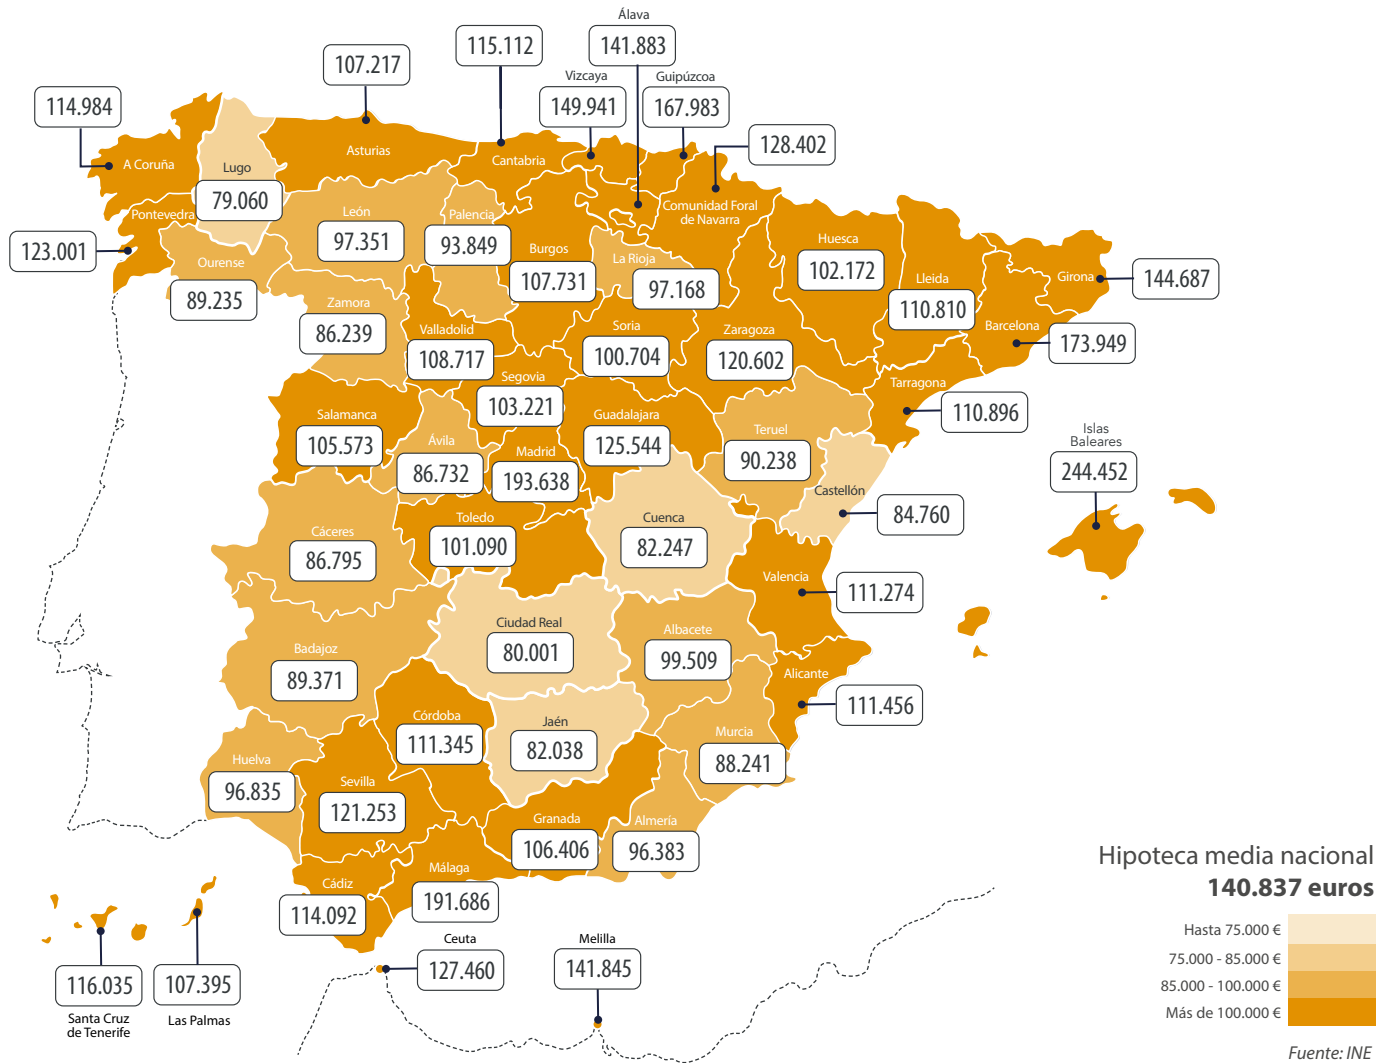 Álava
141.883
115.112
107.217
Vizcaya
149.941
Guipúzcoa
167.983
114.984
128.402
A Coruña
Lugo
79.060
Asturias
Cantabria
Comunidad Foral
de Navarra
Pontevedra
123.001
Ourense
89.235
León
97.351
Palencia
93.849
Burgos
107.731
La Rioja
97.168
Huesca
102.172
Lleida
110.810
Girona
144.687
Barcelona
173.949
Zamora
86.239
Valladolid
108.717
Soria
100.704
Zaragoza
120.602
Segovia
103.221
Tarragona
110.896
Salamanca
105.573
Ávila
86.732
Madrid
193.638
Guadalajara
125.544
Teruel
90.238
Islas
Baleares
244.452
Castellón
84.760
Cáceres
86.795
Toledo
101.090
Cuenca
82.247
Valencia
111.274
Ciudad Real
80.001
Albacete
99.509
Badajoz
89.371
Alicante
111.456
Córdoba
111.345
Jaén
82.038
Murcia
88.241
Huelva
96.835
Sevilla
121.253
Granada
106.406
Almería
96.383
Cádiz
114.092
Málaga
191.686
Ceuta
127.460
Melilla
141.845
116.035
Santa Cruz
de Tenerife
107.395
Las Palmas
Hipoteca media nacional
140.837 euros
Hasta 75.000 €
75.000 - 85.000 €
85.000 - 100.000 €
Más de 100.000 €
Fuente: INE